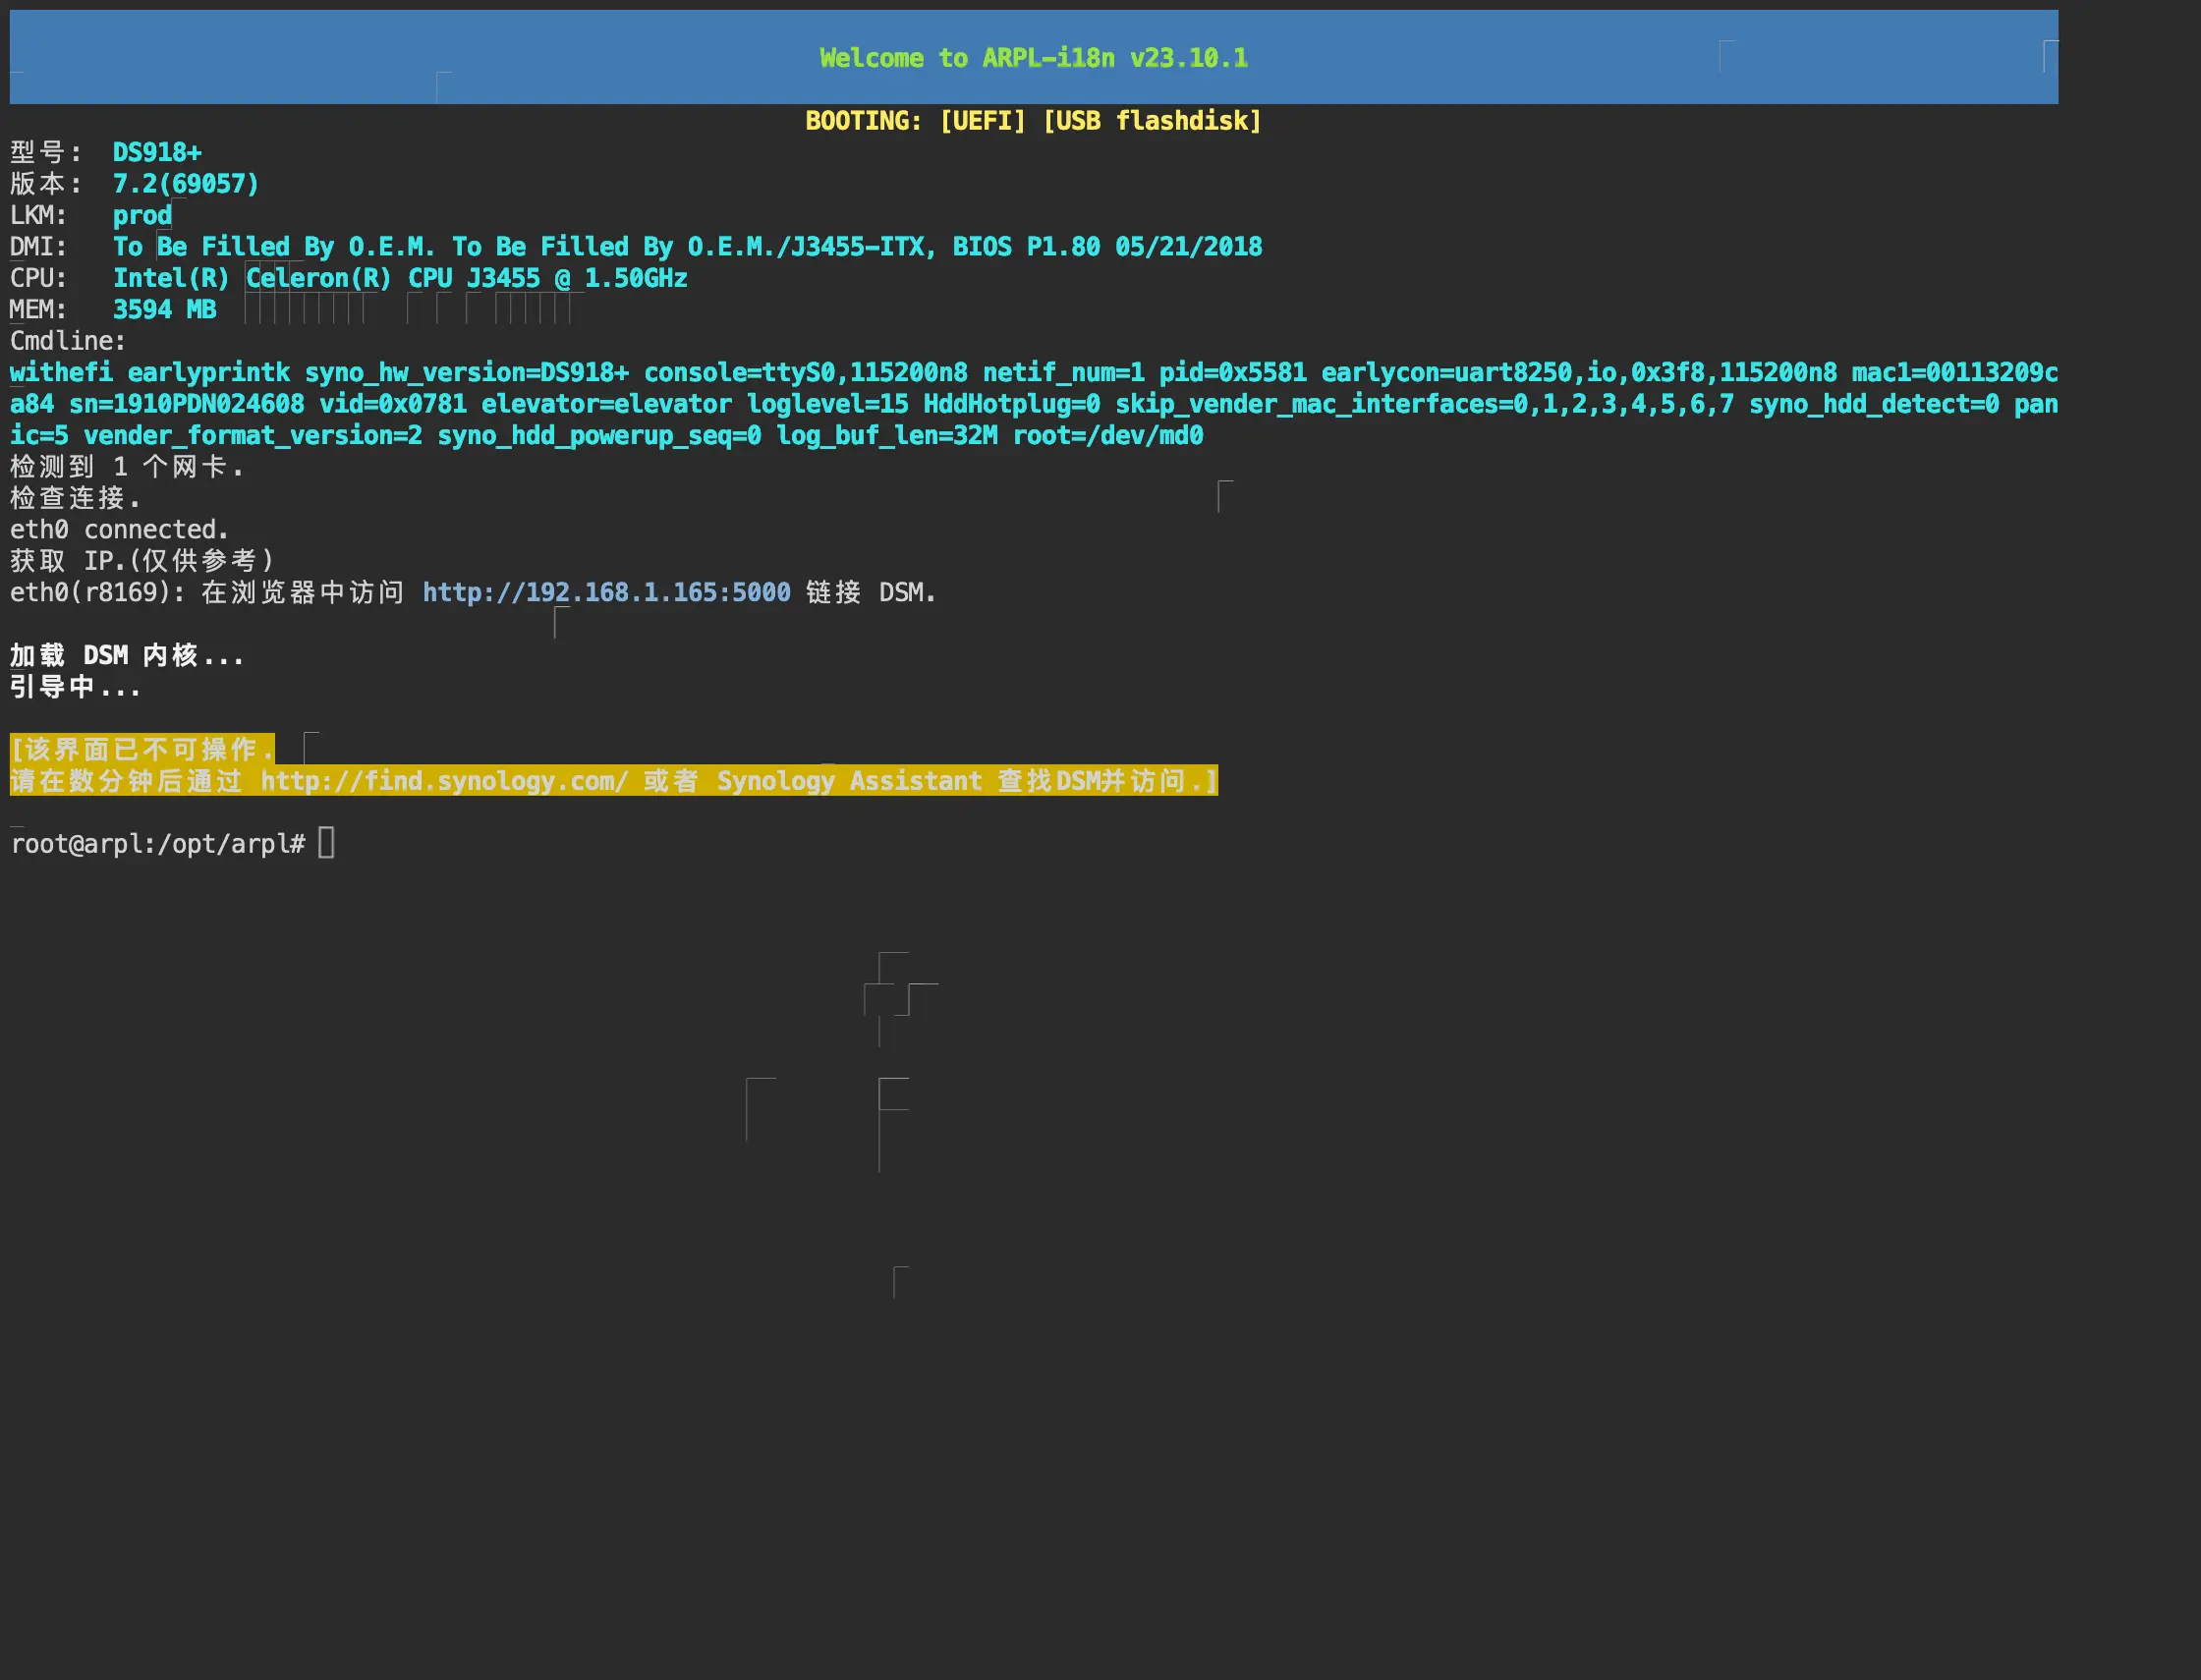 Welcome to ARPL-i18n v23.10.1
BOOTING: [UEFI] [USB flashdisk]
型号: DS918+
版本: 7.2(69057)
LKM: prod
DMI: To Be Filled By O.E.M. To Be Filled By O.E.M./J3455-ITX, BIOS P1.80 05/21/2018
CPU: Intel(R) Celeron(R) CPU J3455 @ 1.50GHz
MEM: 3594 MB
Cmdline:
withefi earlyprintk syno_hw_version=DS918+ console=ttyS0,115200n8 netif_num=1 pid=0x5581 earlycon=uart8250,io,0x3f8,115200n8 mac1=00113209c
a84 sn=1910PDN024608 vid=0x0781 elevator=elevator loglevel=15 HddHotplug=0 skip_vender_mac_interfaces=0,1,2,3,4,5,6,7 syno_hdd_detect=0 pan
ic=5 vender_format_version=2 syno_hdd_powerup_seq=0 log_buf_len=32M root=/dev/md0
检测到 1 个网卡.
检查连接.
eth0 connected.
获取 IP.(仅供参考)
eth0(r8169): 在浏览器中访问 http://192.168.1.165:5000 链接 DSM.
加载 DSM 内核...
引导中...
[该界面已不可操作.
请在数分钟后通过 http://find.synology.com/ 或者 Synology Assistant 查找DSM并访问.]
root@arpl:/opt/arpl#